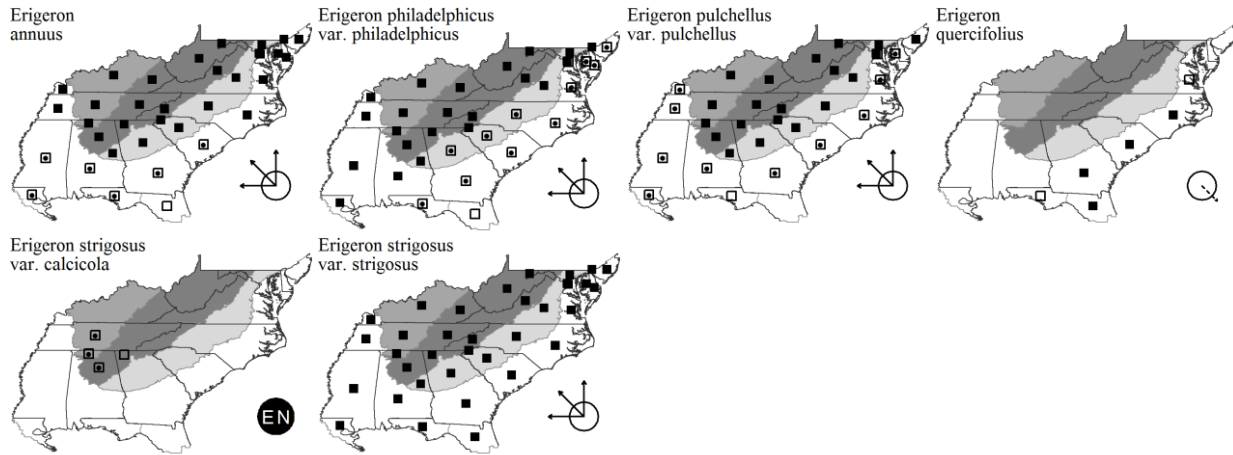 Erigeron
annuus
Erigeron philadelphicus
var. philadelphicus
Erigeron pulchellus
var. pulchellus
Erigeron
quercifolius
Erigeron strigosus
var. calcicola
EN
Erigeron strigosus
var. strigosus